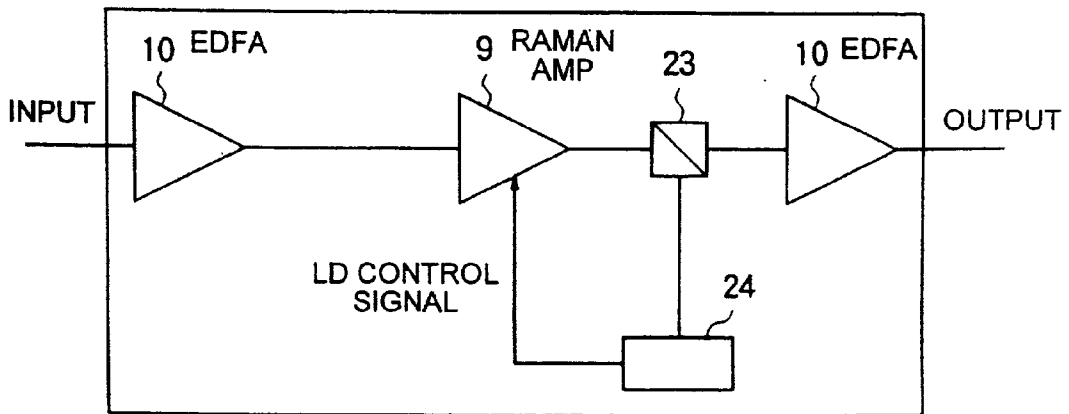 10 EDFA
9 RAMAN
AMP
23
10 EDFA
INPUT
OUTPUT
LD CONTROL
SIGNAL
24